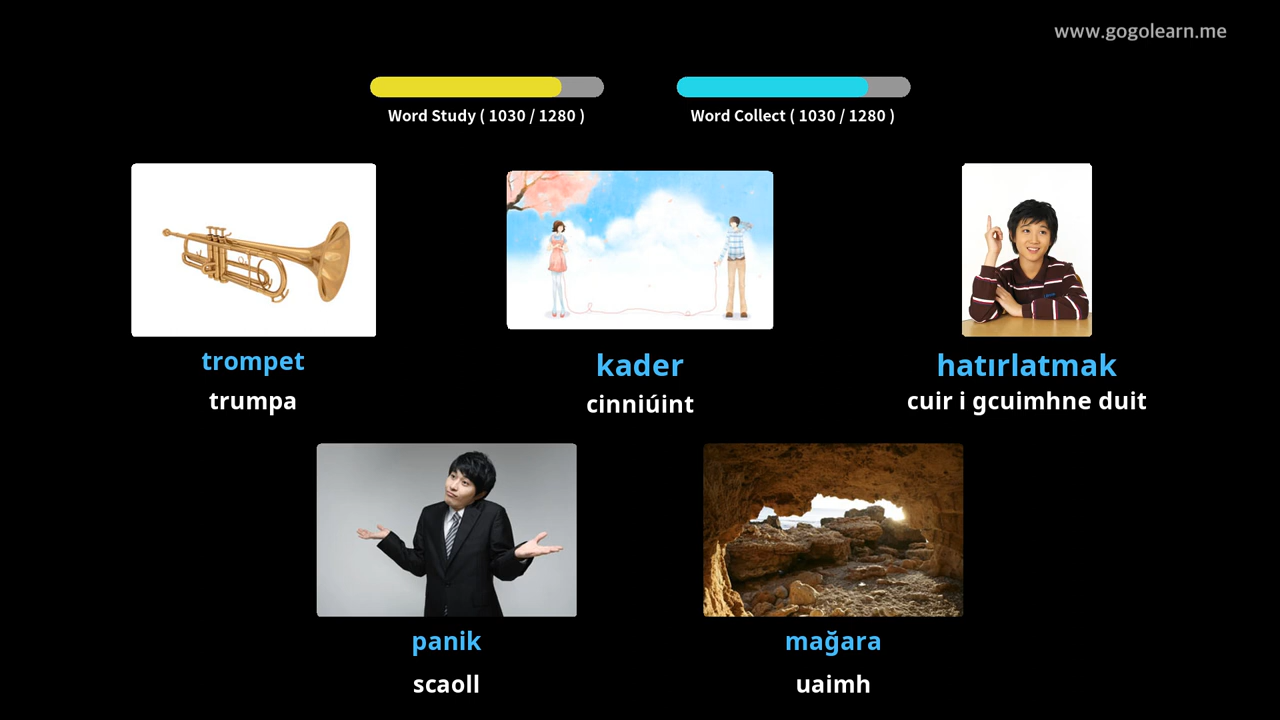 www.gogolearn.me
Word Study ( 1030 / 1280 )
Word Collect ( 1030 / 1280 )
trompet
trumpa
kader
cinniúint
hatırlatmak
cuir i gcuimhne duit
panik
scaoll
mağara
uaimh